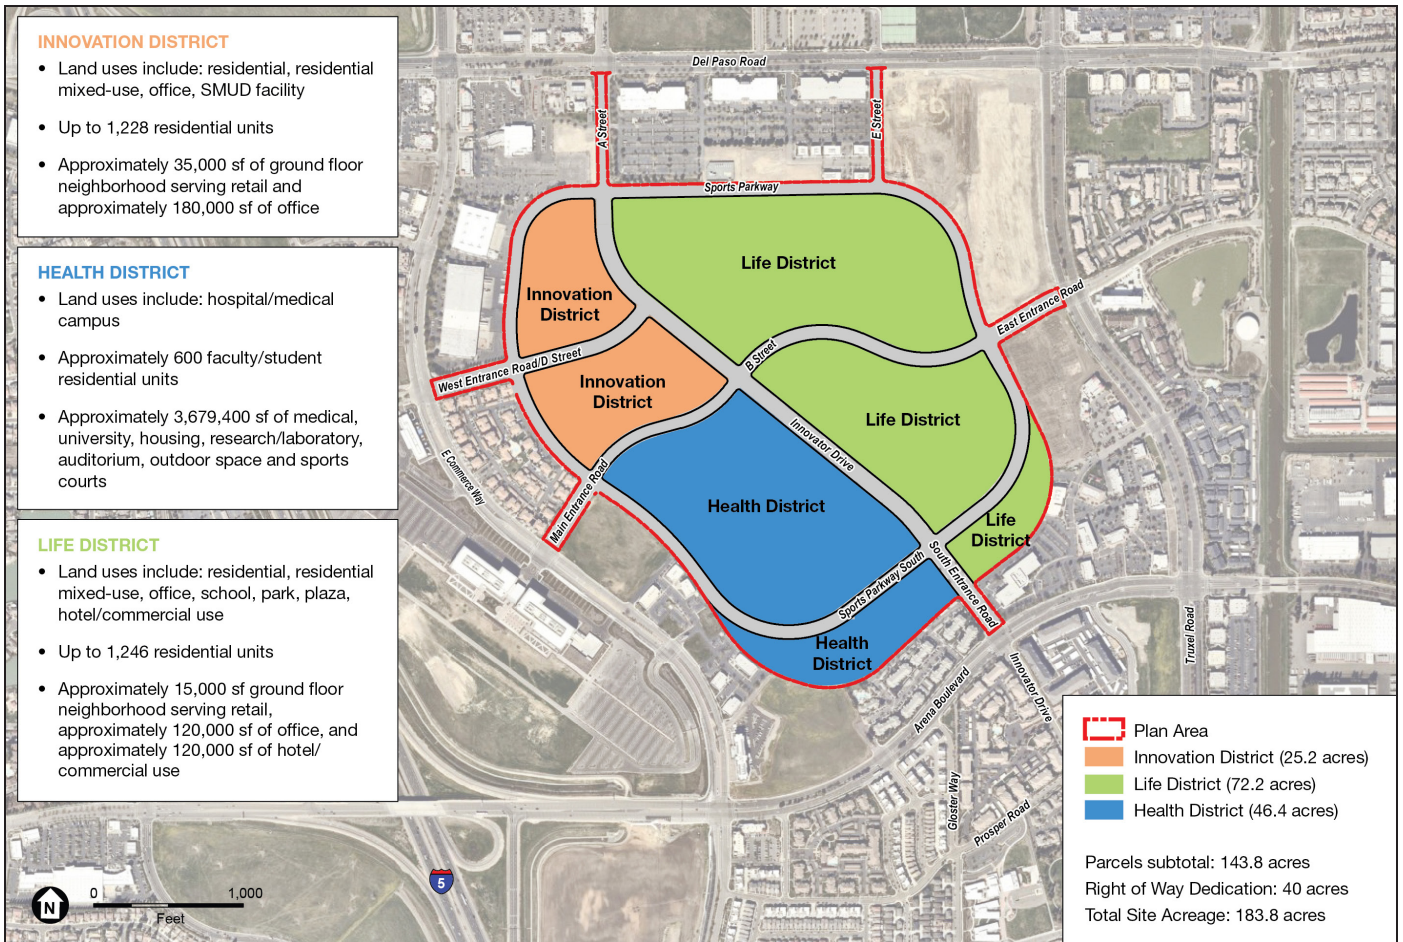 INNOVATION DISTRICT
• Land uses include: residential, residential
mixed-use, office, SMUD facility
• Up to 1,228 residential units
• Approximately 35,000 sf of ground floor
neighborhood serving retail and
approximately 180,000 sf of office
HEALTH DISTRICT
• Land uses include: hospital/medical
campus
• Approximately 600 faculty/student
residential units
• Approximately 3,679,400 sf of medical,
university, housing, research/laboratory,
auditorium, outdoor space and sports
courts
LIFE DISTRICT
• Land uses include: residential, residential
mixed-use, office, school, park, plaza,
hotel/commercial use
• Up to 1,246 residential units
• Approximately 15,000 sf ground floor
neighborhood serving retail,
approximately 120,000 sf of office, and
approximately 120,000 sf of hotel/
commercial use
Del Paso Road
A Street
E Street
Sports Parkway
Life District
Innovation
District
East Entrance Road
West Entrance Road/D Street
B Street
Innovation
District
Life District
Innovator Drive
E Commerce Way
Main Entrance Road
Health District
Life
District
South Entrance Road
Sports Parkway South
Health
District
Truxel Road
Arena Boulevard
Innovator Drive
Gloster Way
Prosper Road
5
N
0 1,000
Feet
Plan Area
Innovation District (25.2 acres)
Life District (72.2 acres)
Health District (46.4 acres)
Parcels subtotal: 143.8 acres
Right of Way Dedication: 40 acres
Total Site Acreage: 183.8 acres